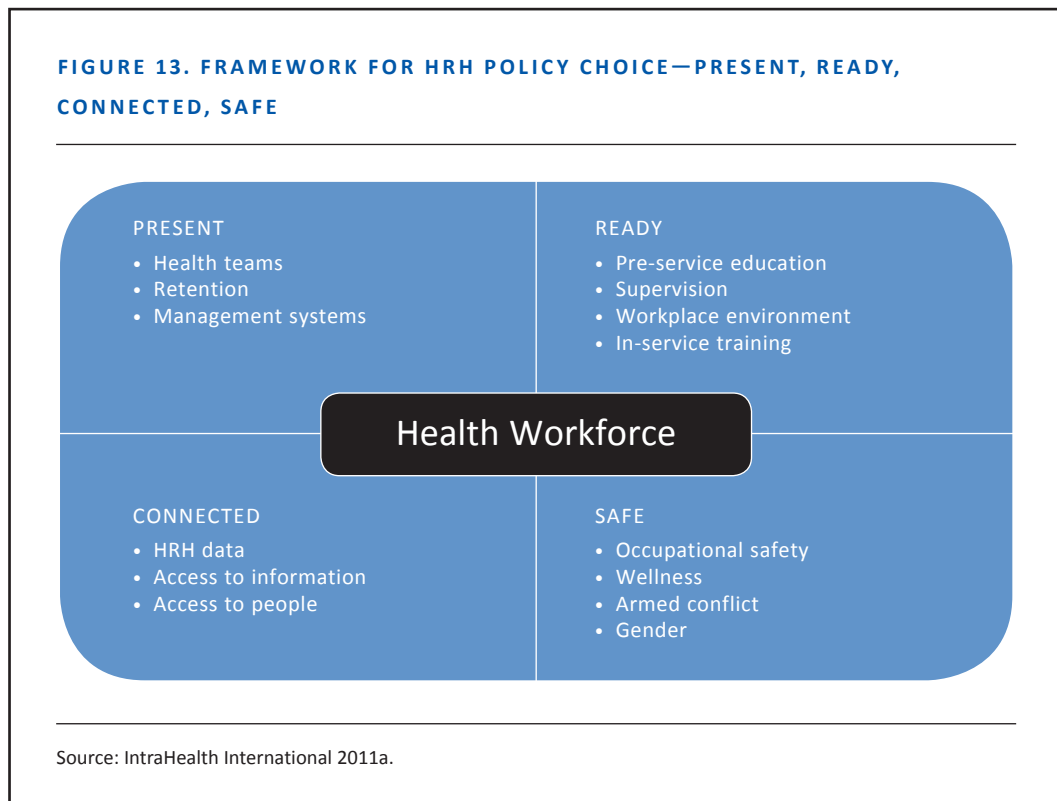 FIGURE 13. FRAMEWORK FOR HRH POLICY CHOICE—PRESENT, READY,
CONNECTED, SAFE
PRESENT
• Health teams
• Retention
• Management systems
READY
• Pre-service education
• Supervision
• Workplace environment
• In-service training
Health Workforce
CONNECTED
• HRH data
• Access to information
• Access to people
SAFE
• Occupational safety
• Wellness
• Armed conflict
• Gender
Source: IntraHealth International 2011a.